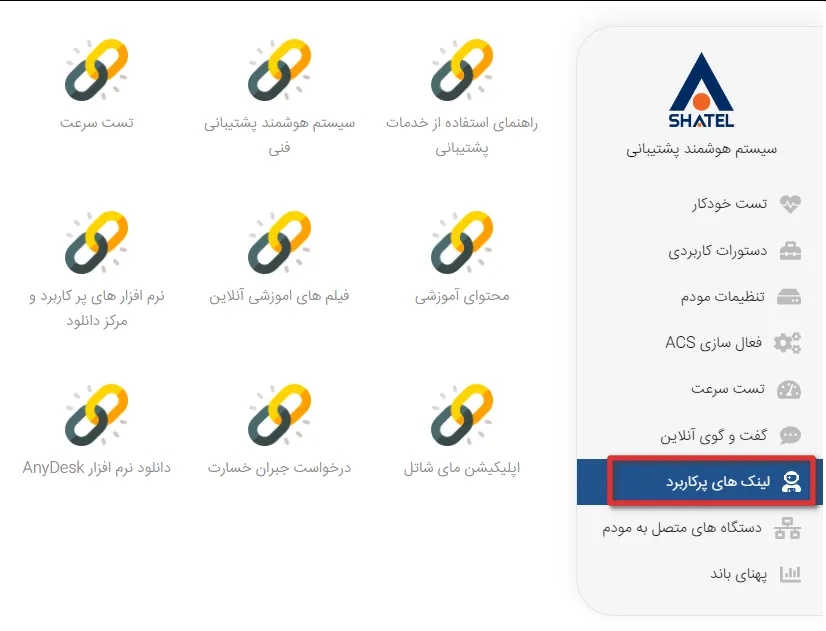 SHATEL
سیستم هوشمند پشتیبانی
تست خودکار
دستورات کاربردی
تنظیمات مودم
فعال سازی ACS
تست سرعت
گفت و گوی آنلاین
لینک های پرکاربرد
دستگاه های متصل به مودم
پهنای باند
راهنمای استفاده از خدمات
پشتیبانی
سیستم هوشمند پشتیبانی
فنی
تست سرعت
محتوای آموزشی
فیلم های اموزشی آنلاین
نرم افزار های پر کاربرد و
مرکز دانلود
اپلیکیشن مای شاتل
درخواست جبران خسارت
دانلود نرم افزار AnyDesk